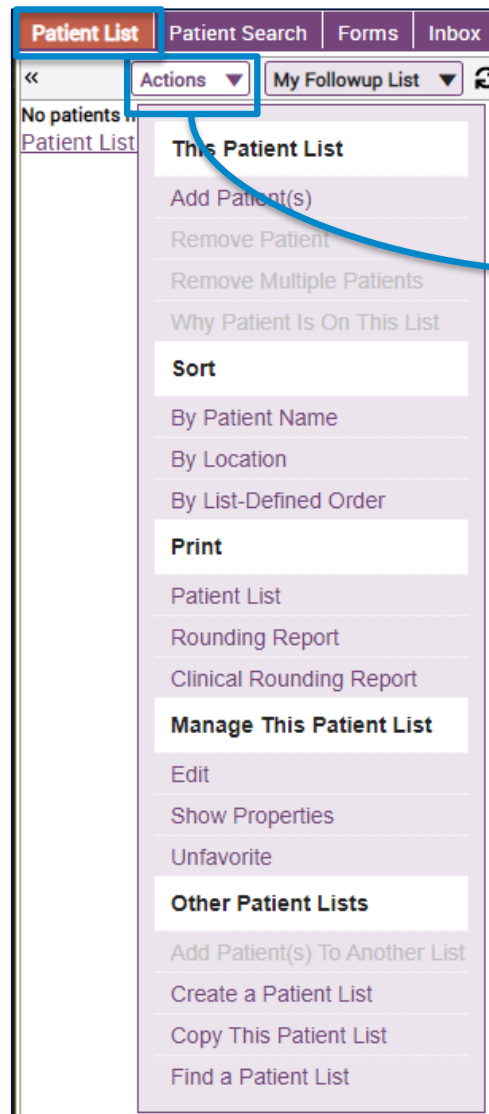 Patient List Patient Search Forms Inbox
« Actions ▼ My Followup List ▼
No patients
Patient List
This Patient List
Add Patient(s)
Remove Patient
Remove Multiple Patients
Why Patient Is On This List
Sort
By Patient Name
By Location
By List-Defined Order
Print
Patient List
Rounding Report
Clinical Rounding Report
Manage This Patient List
Edit
Show Properties
Unfavorite
Other Patient Lists
Add Patient(s) To Another List
Create a Patient List
Copy This Patient List
Find a Patient List